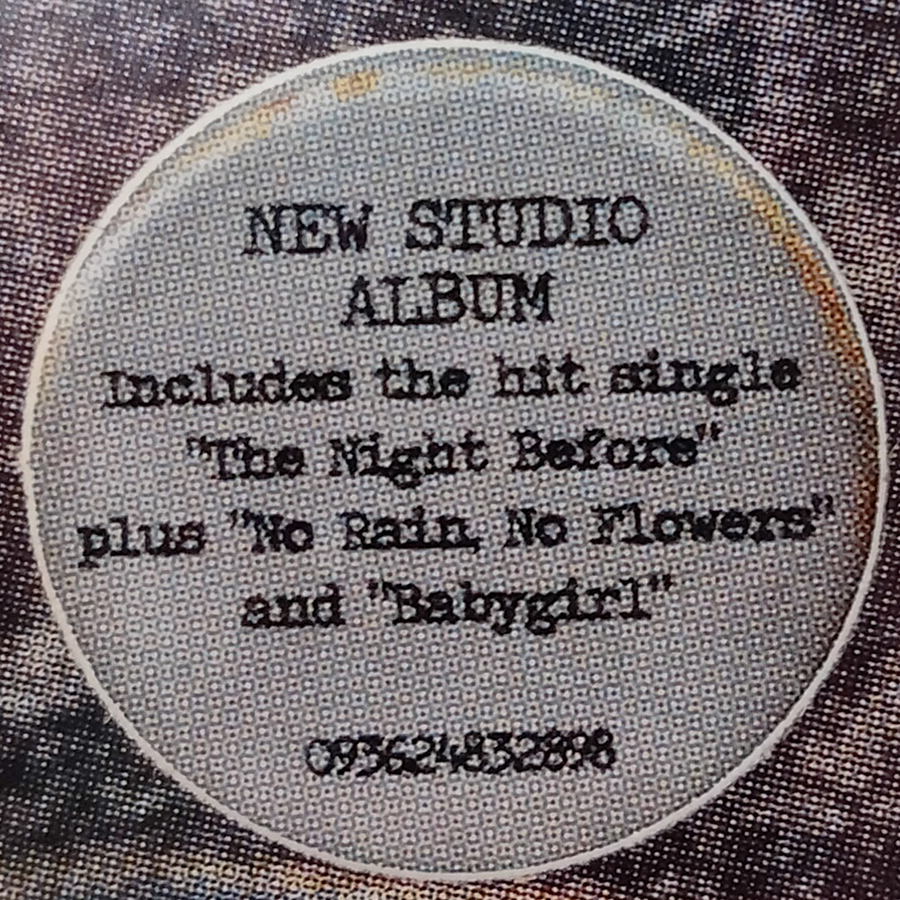 NEW STUDIO
ALBUM
Includes the hit single
"The Night Before"
plus "No Rain, No Flowers"
and "Babygirl"
093624832898